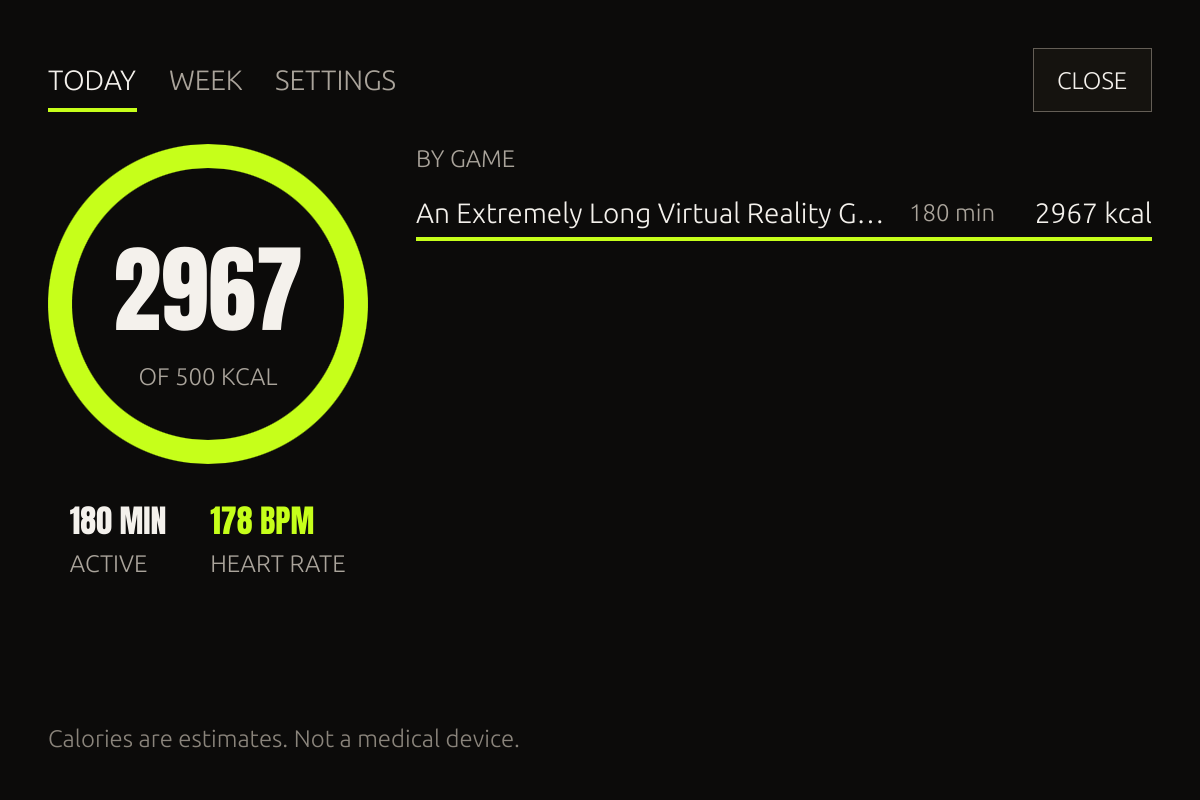 TODAY WEEK SETTINGS CLOSE
2967
OF 500 KCAL
180 MIN 178 BPM
ACTIVE HEART RATE
BY GAME
An Extremely Long Virtual Reality G… 180 min 2967 kcal
Calories are estimates. Not a medical device.